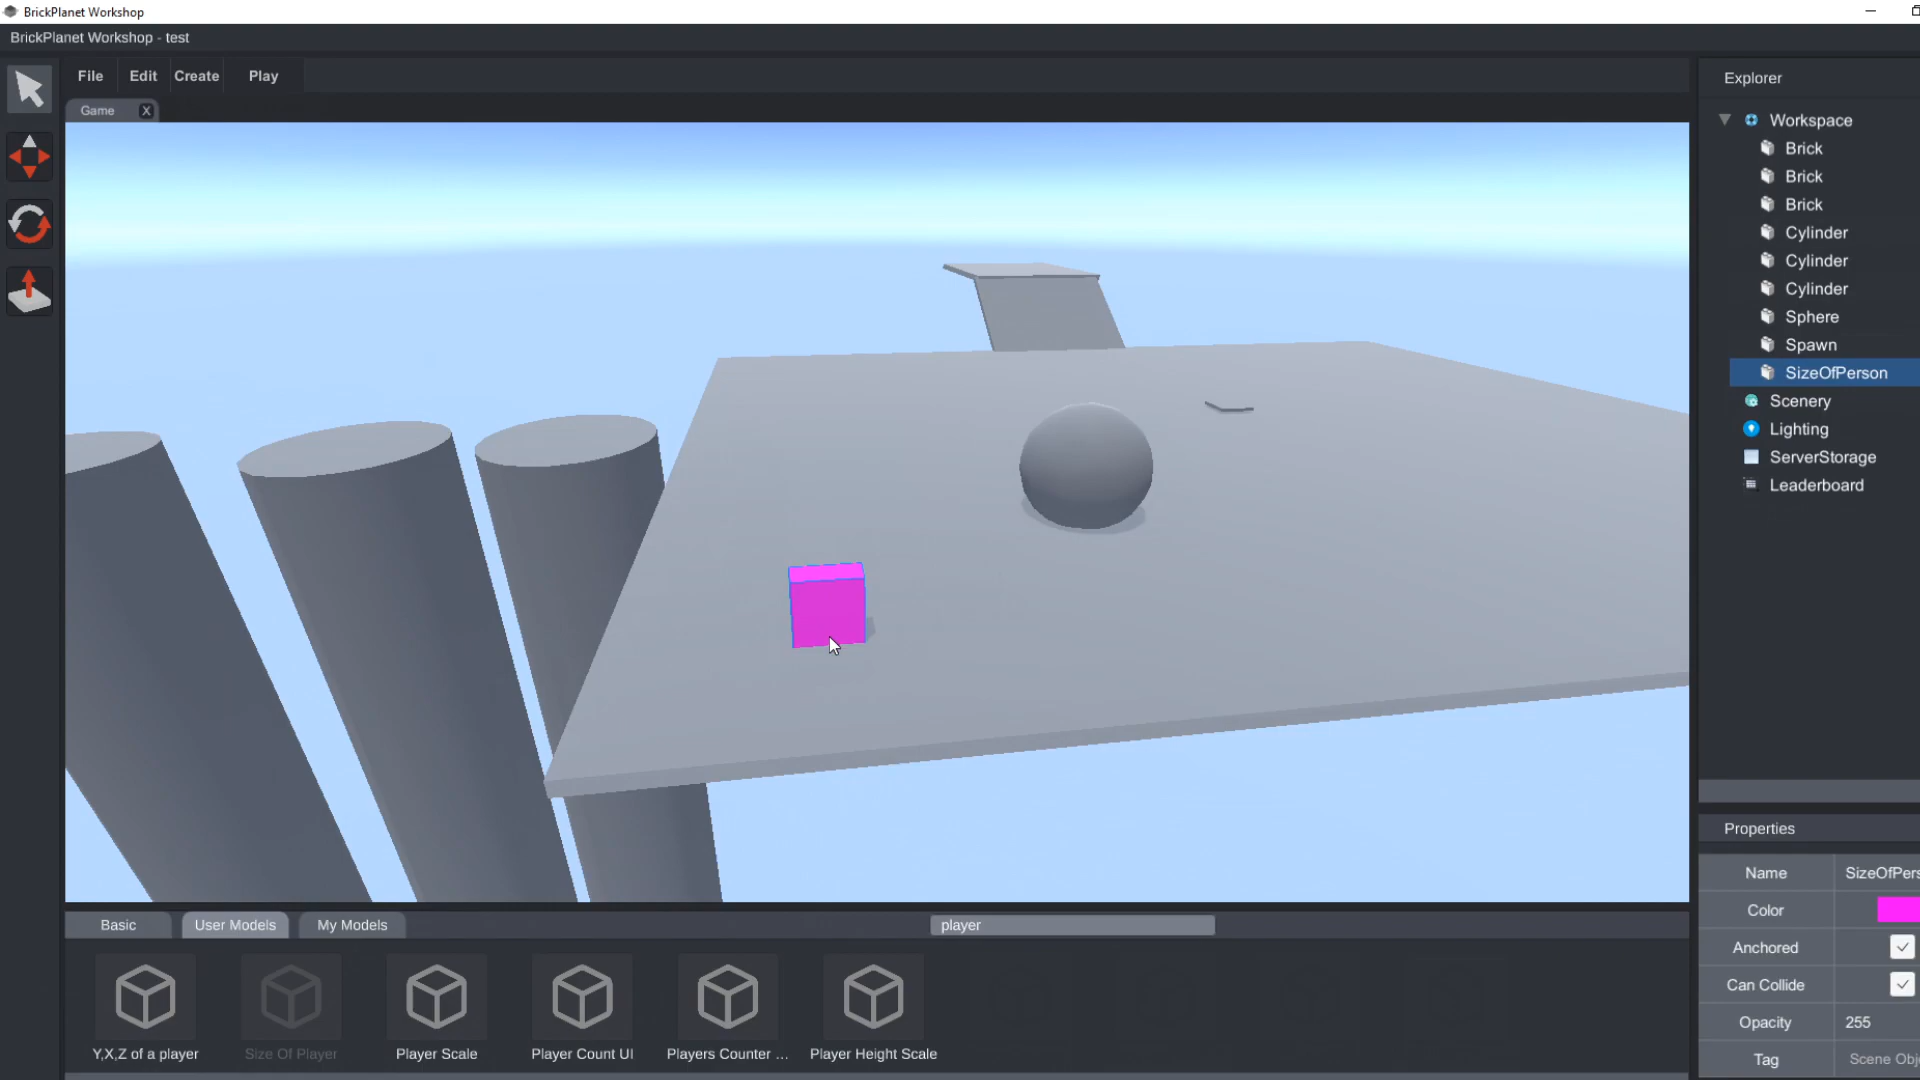 BrickPlanet Workshop
BrickPlanet Workshop - test
File Edit Create Play
Game X
Explorer
Workspace
Brick
Brick
Brick
Cylinder
Cylinder
Cylinder
Sphere
Spawn
SizeOfPerson
Scenery
Lighting
ServerStorage
Leaderboard
Properties
Name SizeOfPers
Color
Anchored
Can Collide
Opacity 255
Tag Scene Obj
Basic User Models My Models player
Y,X,Z of a player Size Of Player Player Scale Player Count UI Players Counter ... Player Height Scale